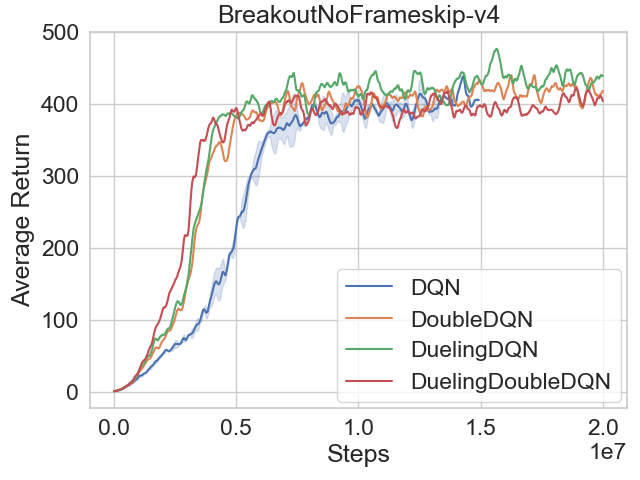 BreakoutNoFrameskip-v4
Average Return
500
400
300
200
100
0
DQN
DoubleDQN
DuelingDQN
DuelingDoubleDQN
0.0 0.5 1.0 1.5 2.0
1e7
Steps